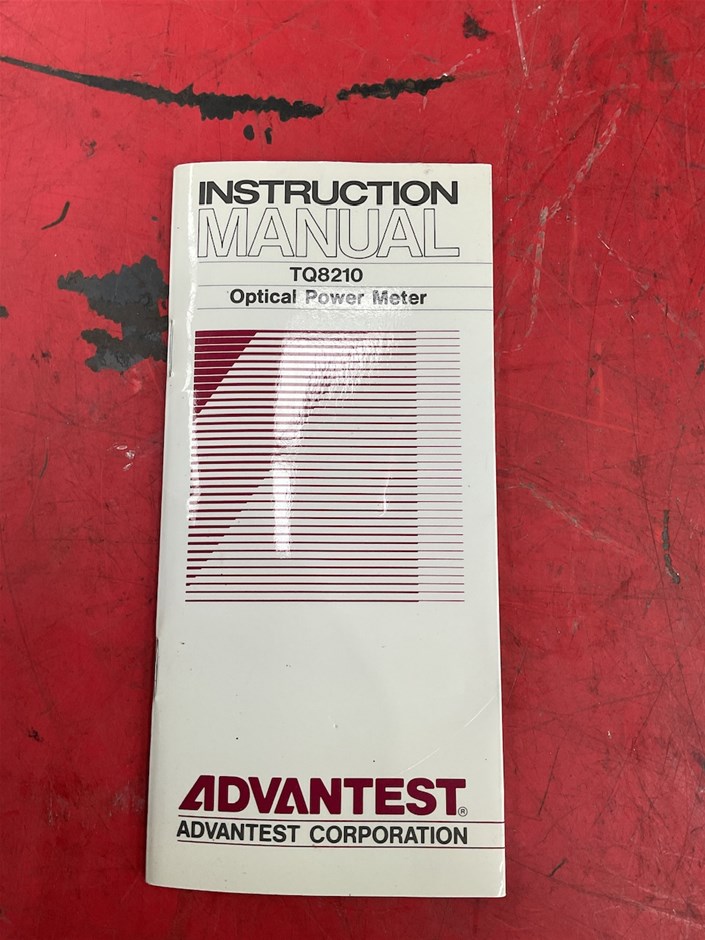 INSTRUCTION
MANUAL
TQ8210
Optical Power Meter
ADVANTEST®
ADVANTEST CORPORATION